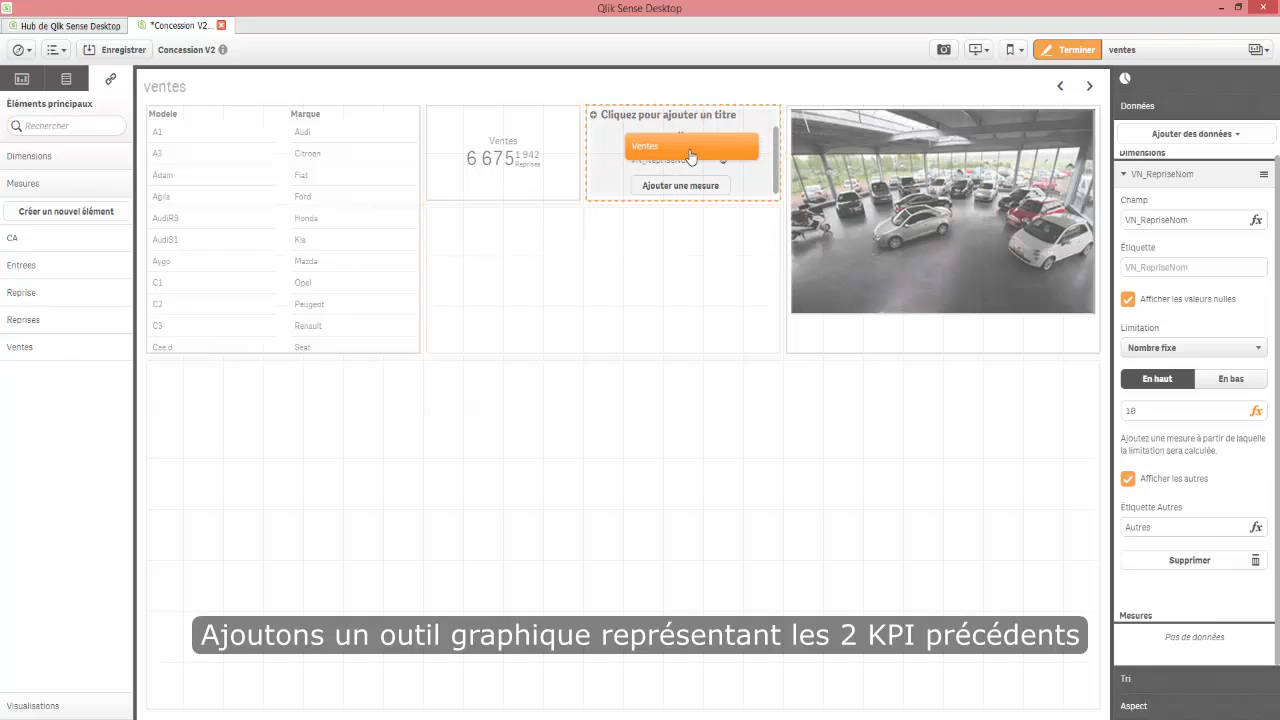 Qlik Sense Desktop
Hub de Qlik Sense Desktop
*Concession V2...
Enregistrer
Concession V2
Terminer
ventes
Éléments principaux
Rechercher
Dimensions
Mesures
Créer un nouvel élément
CA
Entrees
Reprise
Reprises
Ventes
Visualisations
ventes
Modele Marque
A1 Audi
A3 Citroen
Adam Fiat
Agila Ford
AudiR8 Honda
AudiS1 Kia
Aygo Mazda
C1 Opel
C2 Peugeot
C3 Renault
Cee'd Seat
Ventes
6 675 1 942
Reprises
Cliquez pour ajouter un titre
Ventes
VN_RepriseNom
Ajouter une mesure
Données
Ajouter des données
Dimensions
VN_RepriseNom
Champ
VN_RepriseNom
Étiquette
VN_RepriseNom
Afficher les valeurs nulles
Limitation
Nombre fixe
En haut En bas
10
Ajoutez une mesure à partir de laquelle
la limitation sera calculée.
Afficher les autres
Étiquette Autres
Autres
Supprimer
Mesures
Pas de données
Tri
Aspect
Ajoutons un outil graphique représentant les 2 KPI précédents